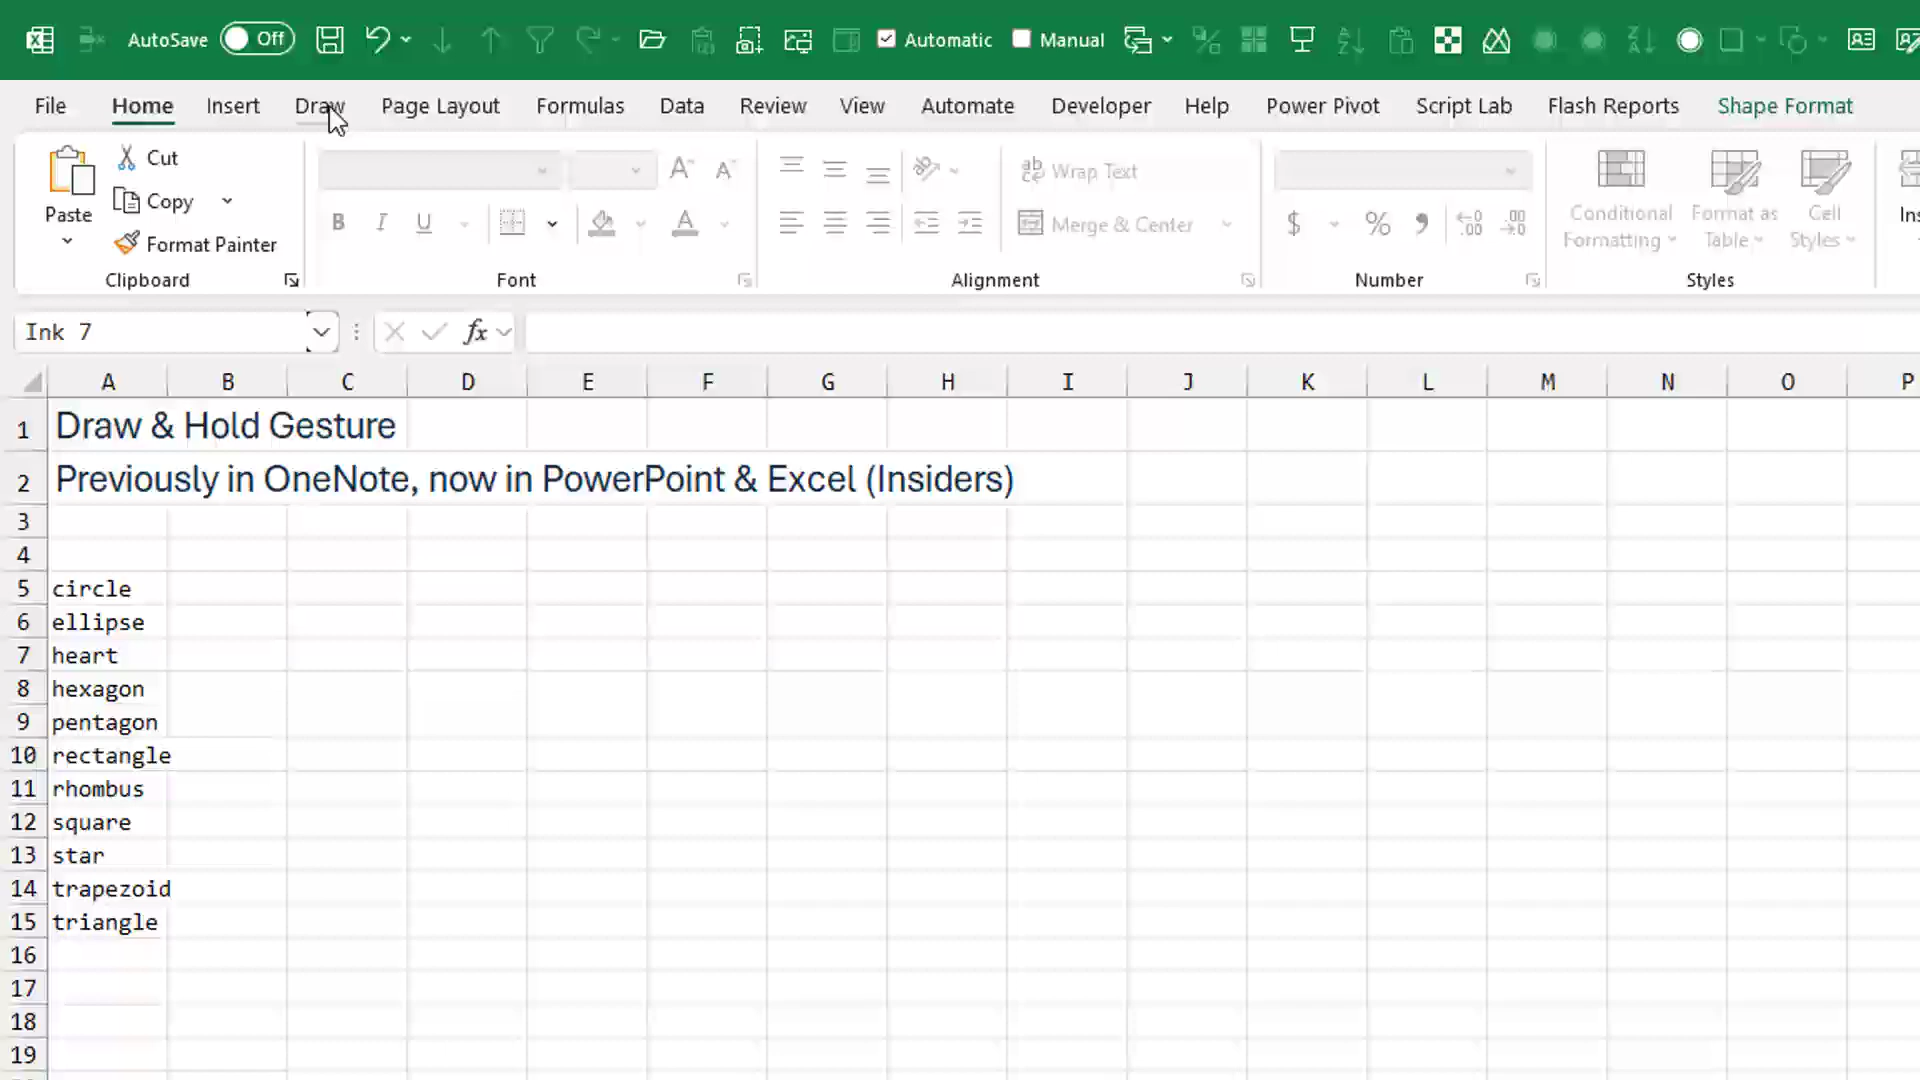 AutoSave Off Automatic Manual
File Home Insert Draw Page Layout Formulas Data Review View Automate Developer Help Power Pivot Script Lab Flash Reports Shape Format
Paste
Cut
Copy
Format Painter
Clipboard
B I U A
Font
Wrap Text
Merge & Center
Alignment
$ % 9
Number
Conditional Formatting
Format as Table
Cell Styles
Styles
Ins
Ink 7 fx
A B C D E F G H I J K L M N O P
1 Draw & Hold Gesture
2 Previously in OneNote, now in PowerPoint & Excel (Insiders)
3
4
5 circle
6 ellipse
7 heart
8 hexagon
9 pentagon
10 rectangle
11 rhombus
12 square
13 star
14 trapezoid
15 triangle
16
17
18
19